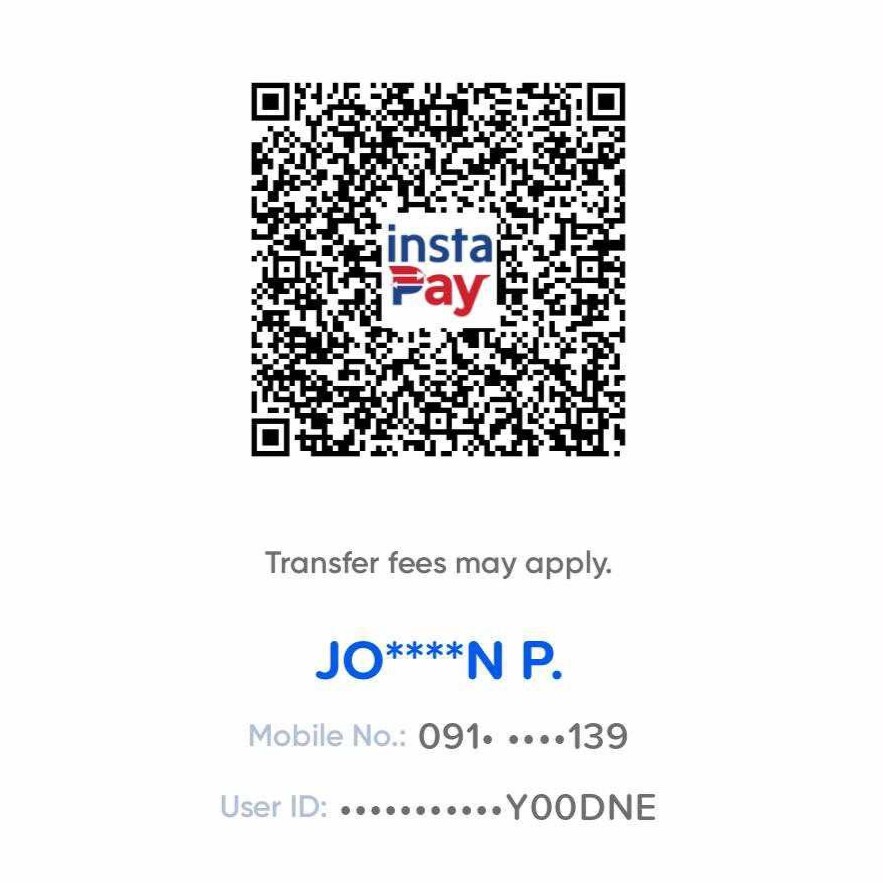 insta
Pay
Transfer fees may apply.
JO****N P.
Mobile No.: 091• ••••139
User ID: •••••••••••Y00DNE